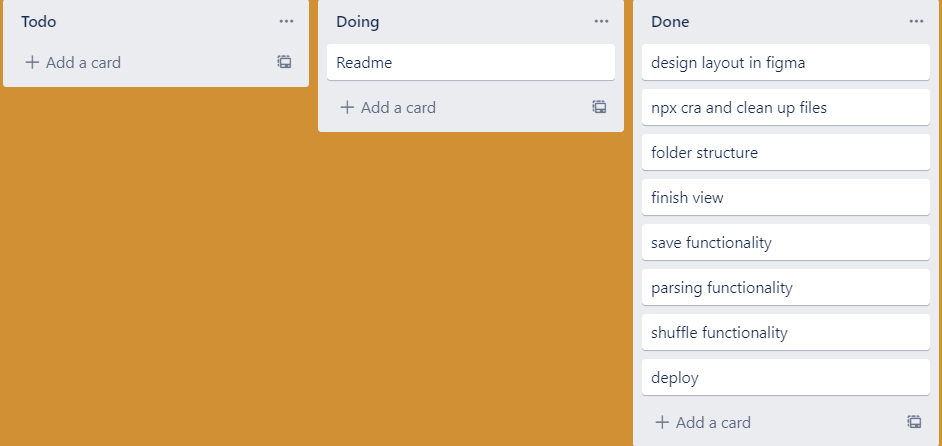 Todo
Add a card
Doing
Readme
Add a card
Done
design layout in figma
npx cra and clean up files
folder structure
finish view
save functionality
parsing functionality
shuffle functionality
deploy
Add a card